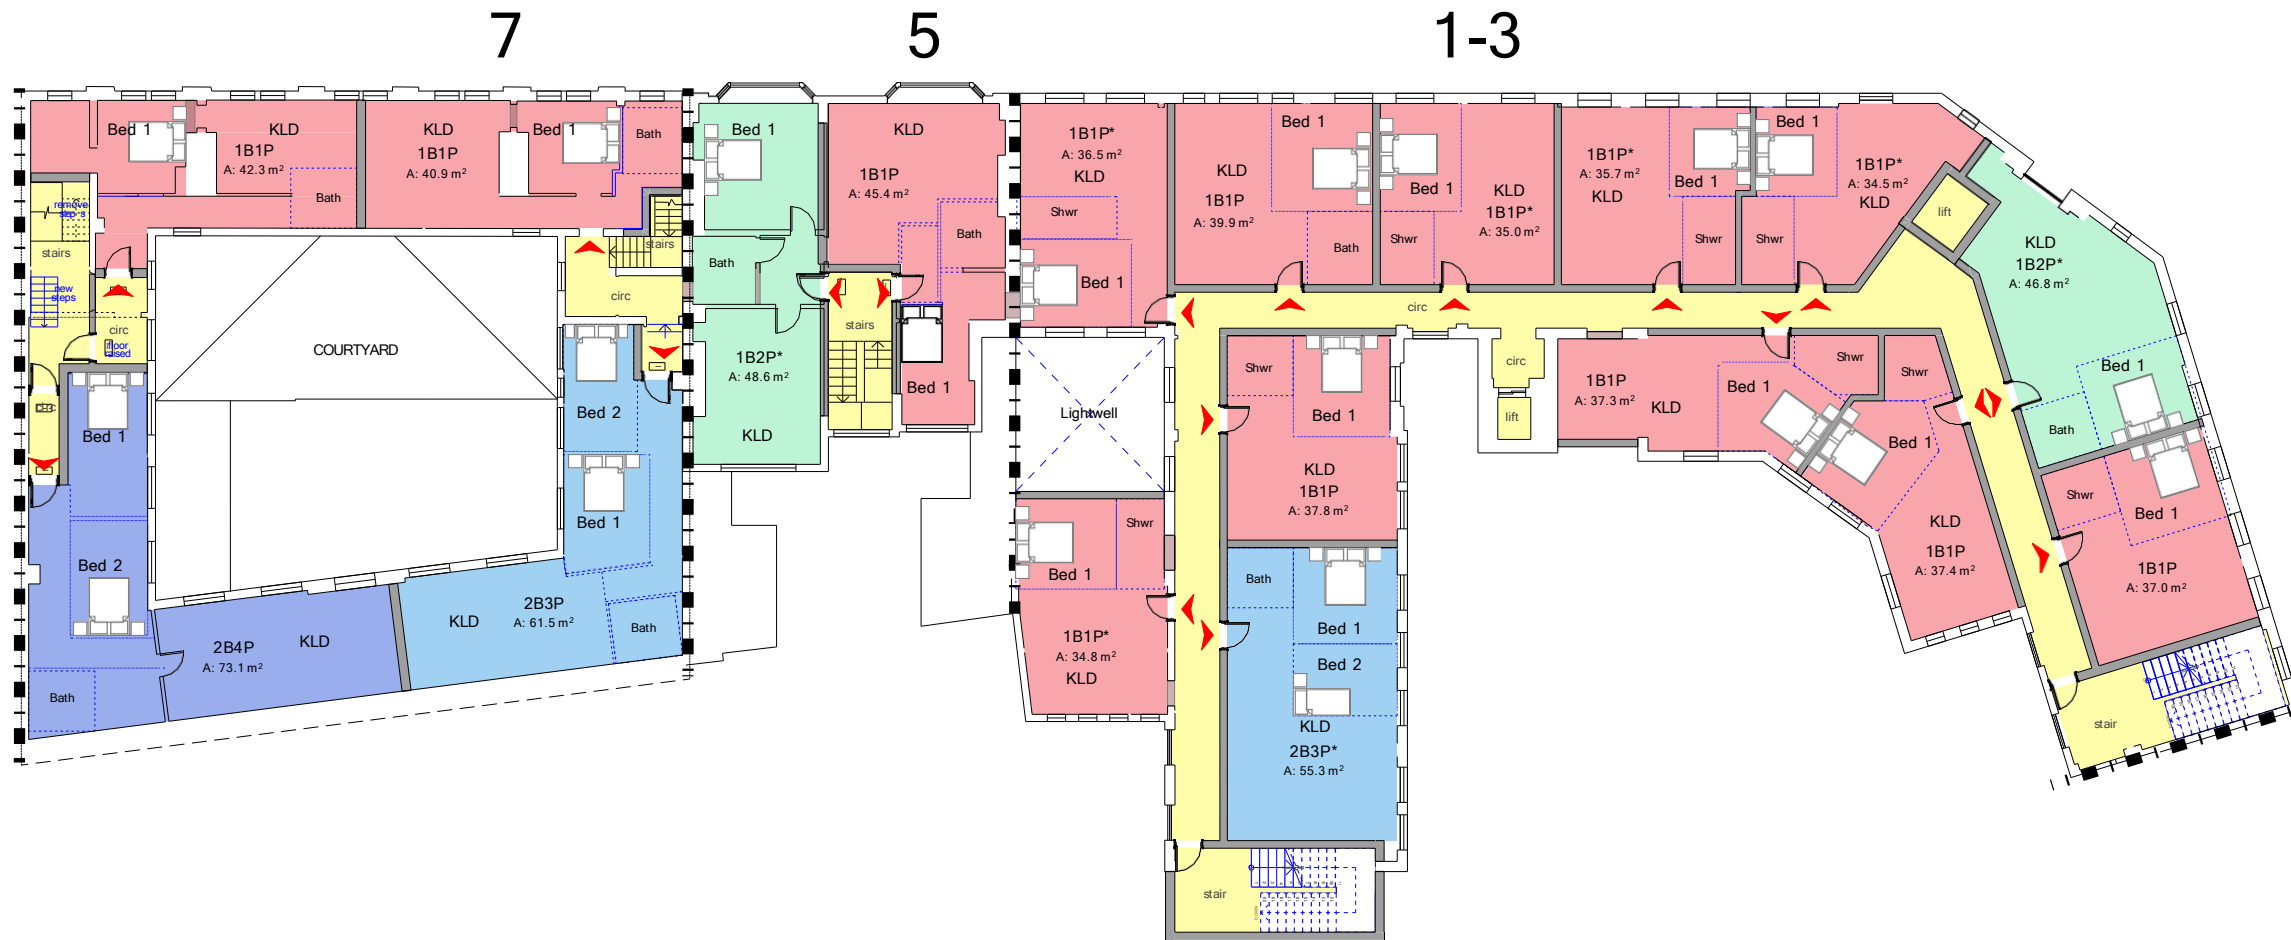 7
5
1-3
Bed 1
KLD
1B1P
A: 42.3 m²
Bath
KLD
1B1P
A: 40.9 m²
Bed 1
Bath
remove
steps
stairs
new
steps
circ
floor
raised
circ
stairs
circ
COURTYARD
Bed 1
Bed 2
2B4P
A: 73.1 m²
KLD
Bath
Bed 2
Bed 1
KLD
2B3P
A: 61.5 m²
Bath
Bed 1
Bath
1B2P*
A: 48.6 m²
KLD
KLD
1B1P
A: 45.4 m²
Bath
stairs
Bed 1
1B1P*
A: 36.5 m²
KLD
Shwr
Bed 1
Lightwell
Bed 1
KLD
1B1P
A: 39.9 m²
Bath
Bed 1
KLD
1B1P*
A: 35.0 m²
Shwr
1B1P*
A: 35.7 m²
KLD
Bed 1
Shwr
Bed 1
1B1P*
A: 34.5 m²
KLD
Shwr
lift
KLD
1B2P*
A: 46.8 m²
Bed 1
Bath
circ
circ
lift
Shwr
Bed 1
KLD
1B1P
A: 37.8 m²
1B1P
A: 37.3 m²
KLD
Bed 1
Shwr
Shwr
Bed 1
KLD
1B1P
A: 37.4 m²
Shwr
Bed 1
1B1P
A: 37.0 m²
Shwr
Bed 1
1B1P*
A: 34.8 m²
KLD
Bath
Bed 1
Bed 2
KLD
2B3P*
A: 55.3 m²
stair
DOWN
stair